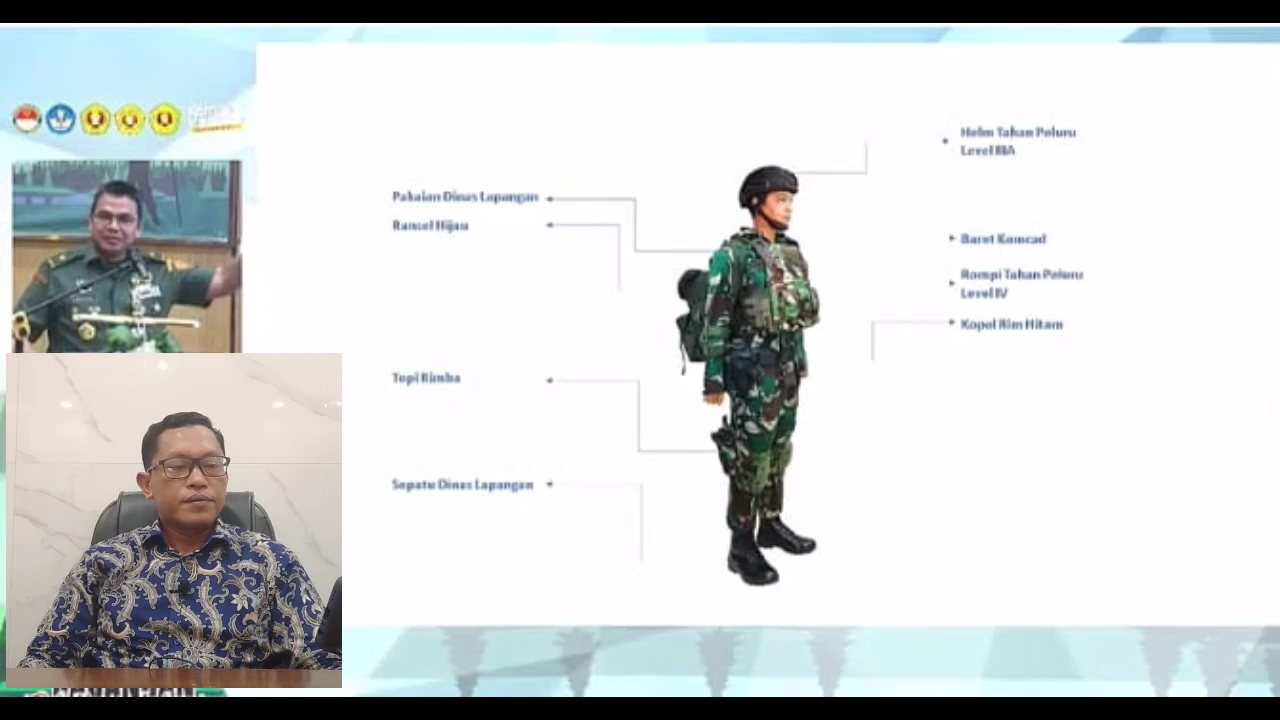 Helm Tahan Peluru
Level IIIA
Pakaian Dinas Lapangan
Ransel Hijau
Baret Komcad
Rompi Tahan Peluru
Level IV
Kopel Rim Hitam
Topi Rimba
Sepatu Dinas Lapangan